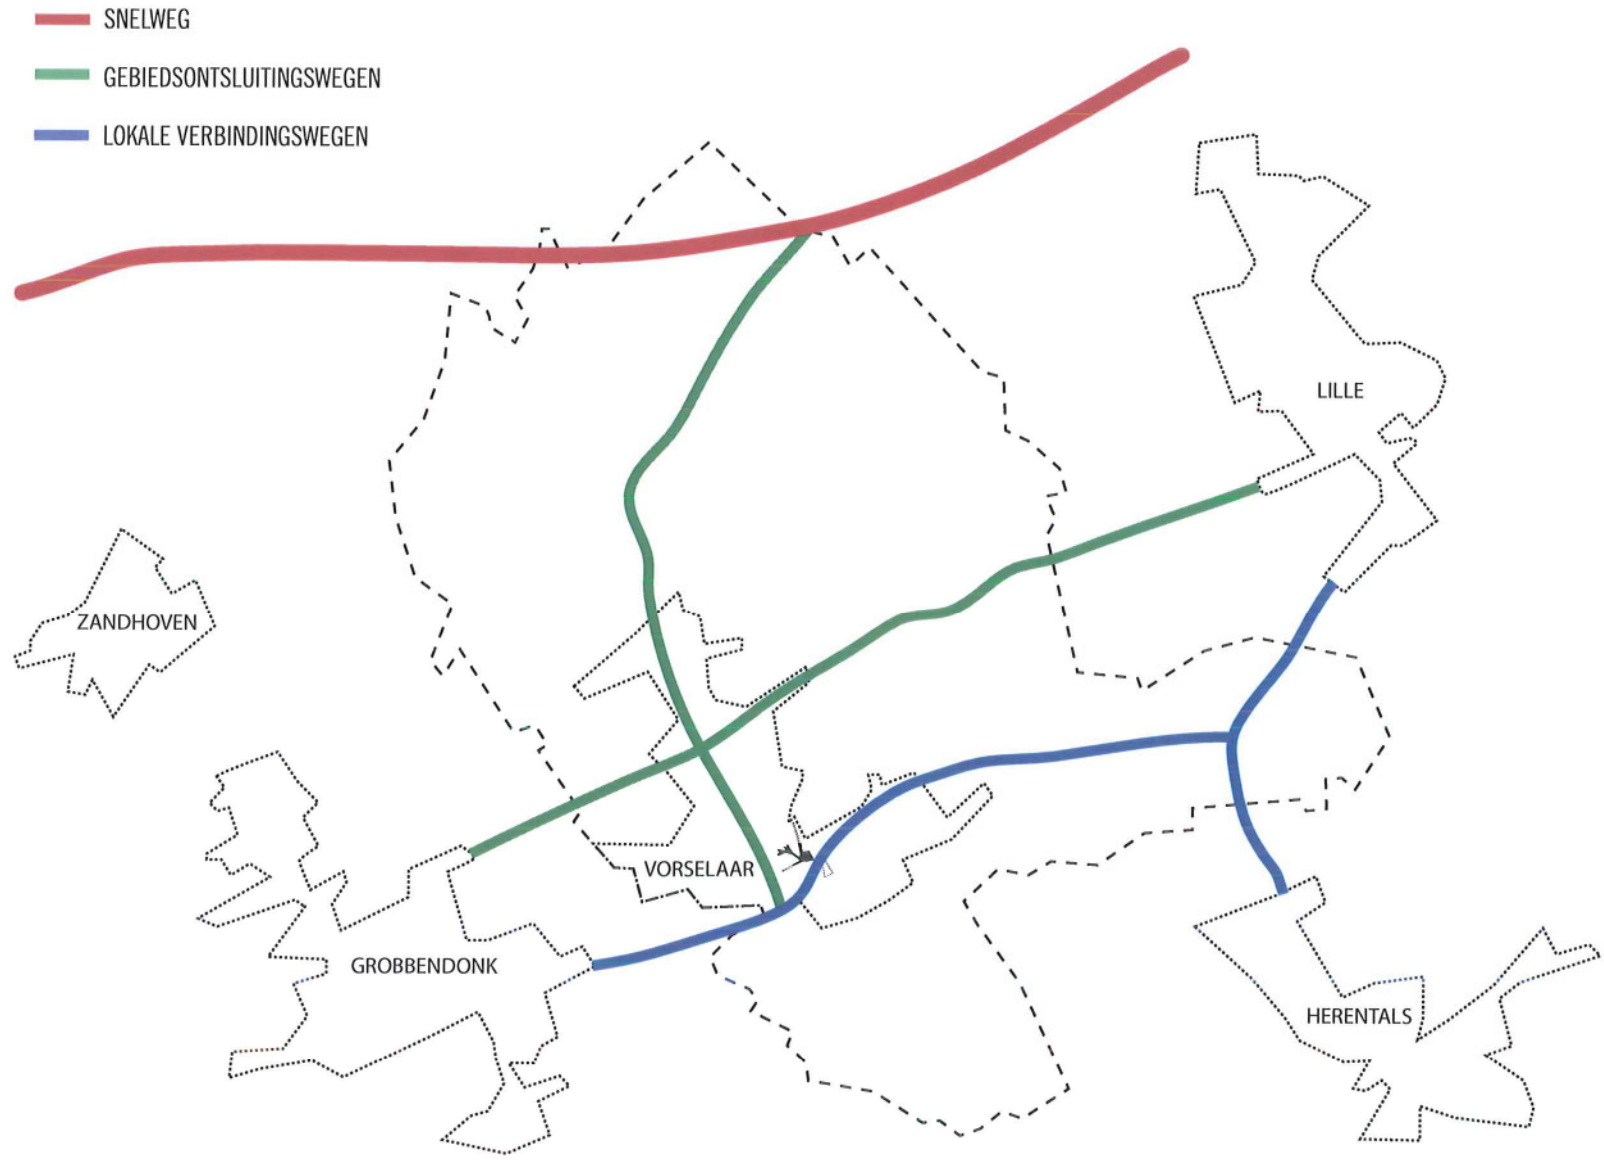 SNELWEG
GEBIEDSONTSLUITINGSWEGEN
LOKALE VERBINDINGSWEGEN
LILLE
ZANDHOVEN
VORSELAAR
GROBBENDONK
HERENTALS